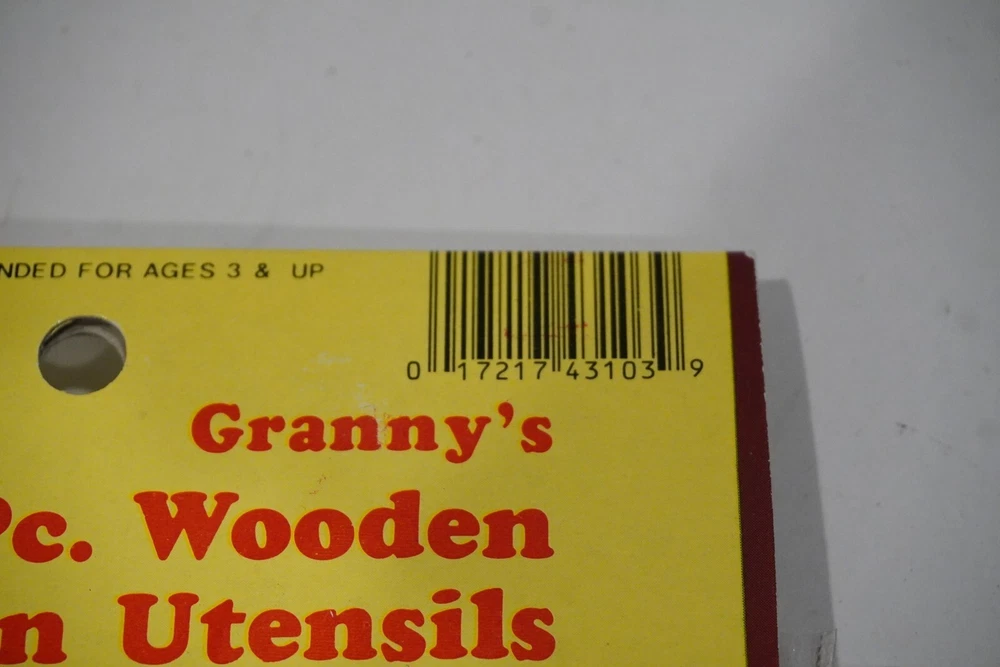 NDED FOR AGES 3 & UP
0 17217 43103 9
Granny's
Pc. Wooden
n Utensils